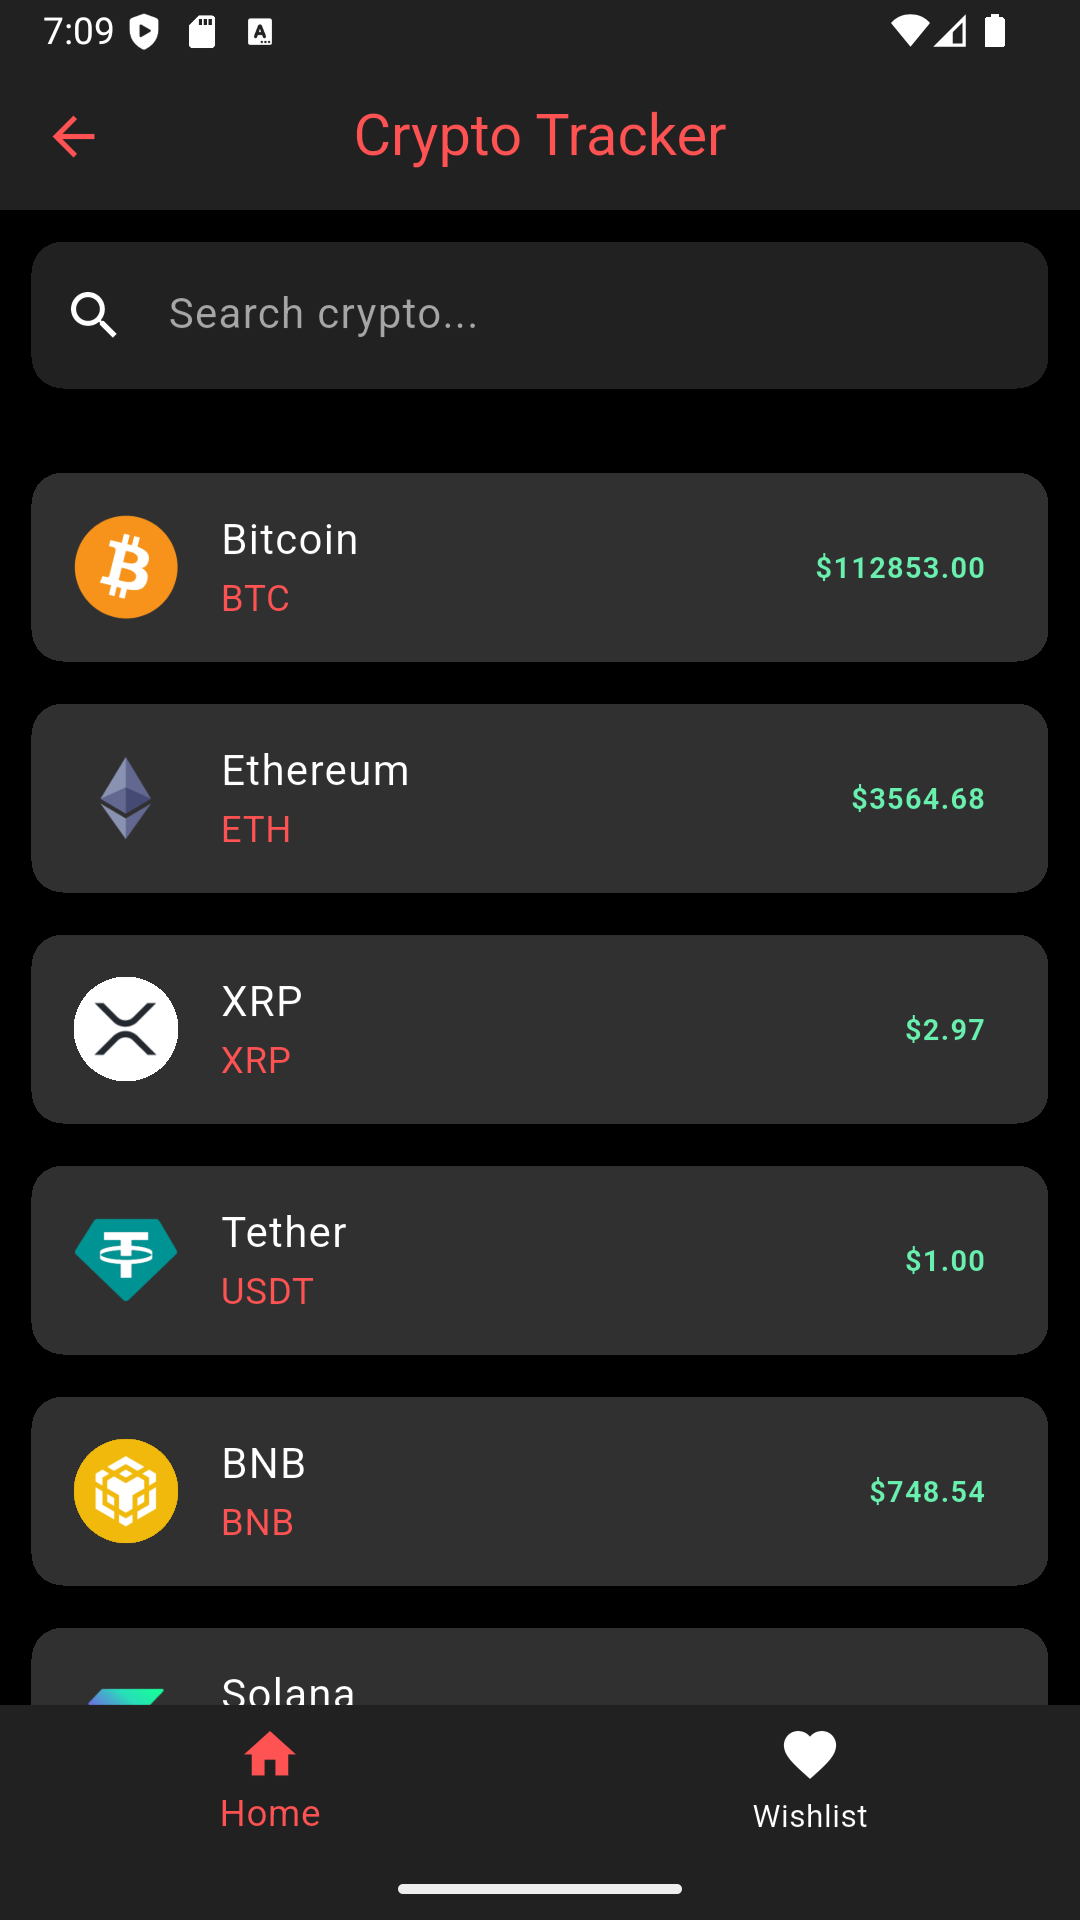 7:09
Crypto Tracker
Search crypto...
Bitcoin
BTC
$112853.00
Ethereum
ETH
$3564.68
XRP
XRP
$2.97
Tether
USDT
$1.00
BNB
BNB
$748.54
Solana
Home
Wishlist